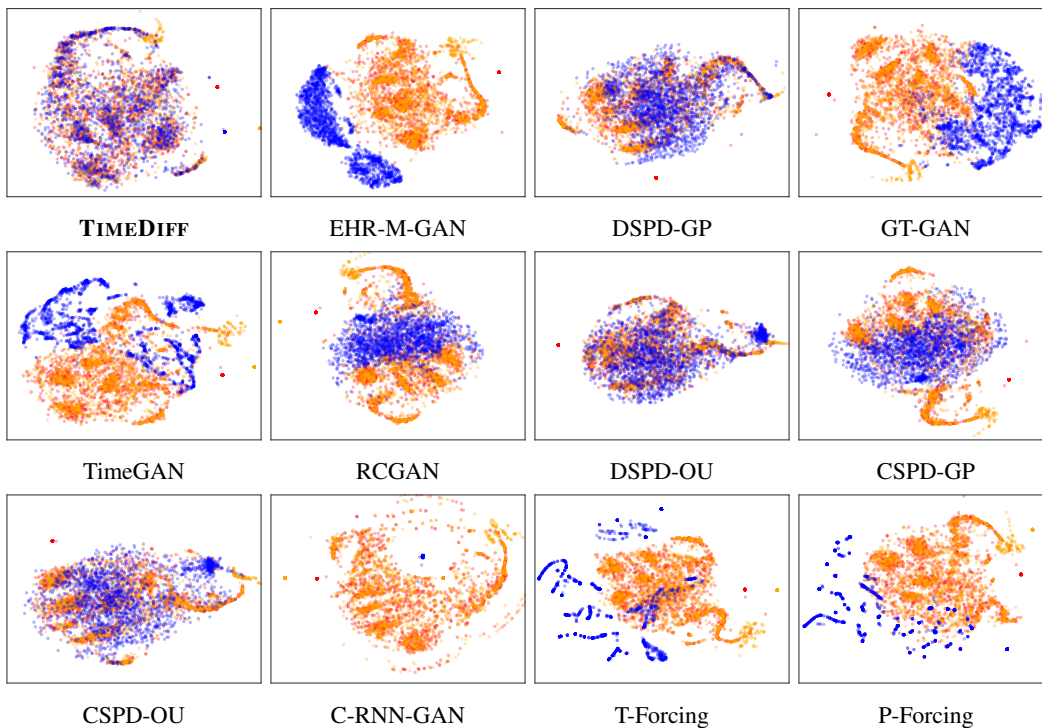 TIMEDIFF EHR-M-GAN DSPD-GP GT-GAN
TimeGAN RCGAN DSPD-OU CSPD-GP
CSPD-OU C-RNN-GAN T-Forcing P-Forcing